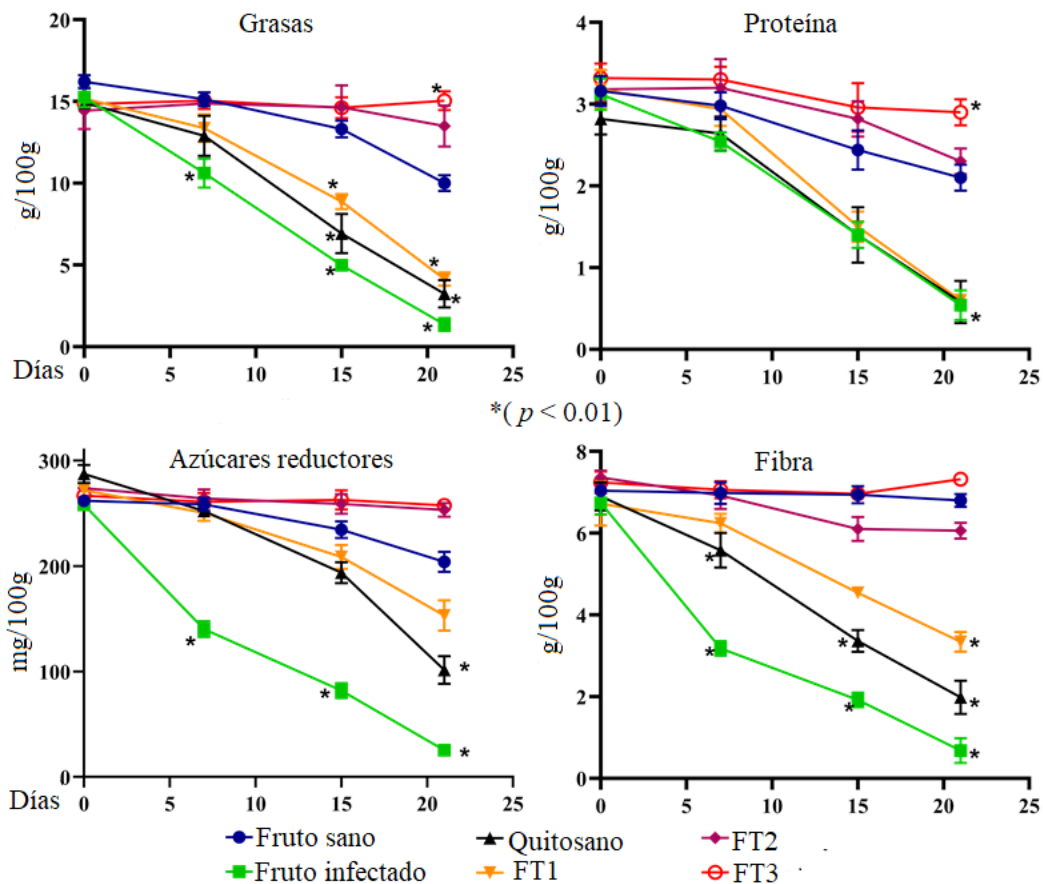 Grasas
20
15
10
5
0
g/100g
Días
0 5 10 15 20 25
* * * * * * * * *
Proteína
4
3
2
1
0
g/100g
0 5 10 15 20 25
* *
*( p < 0.01)
Azúcares reductores
300
200
100
0
mg/100g
Días
0 5 10 15 20 25
* * * *
Fibra
8
6
4
2
0
g/100g
0 5 10 15 20 25
* * * * * * *
Fruto sano Quitosano FT2
Fruto infectado FT1 FT3